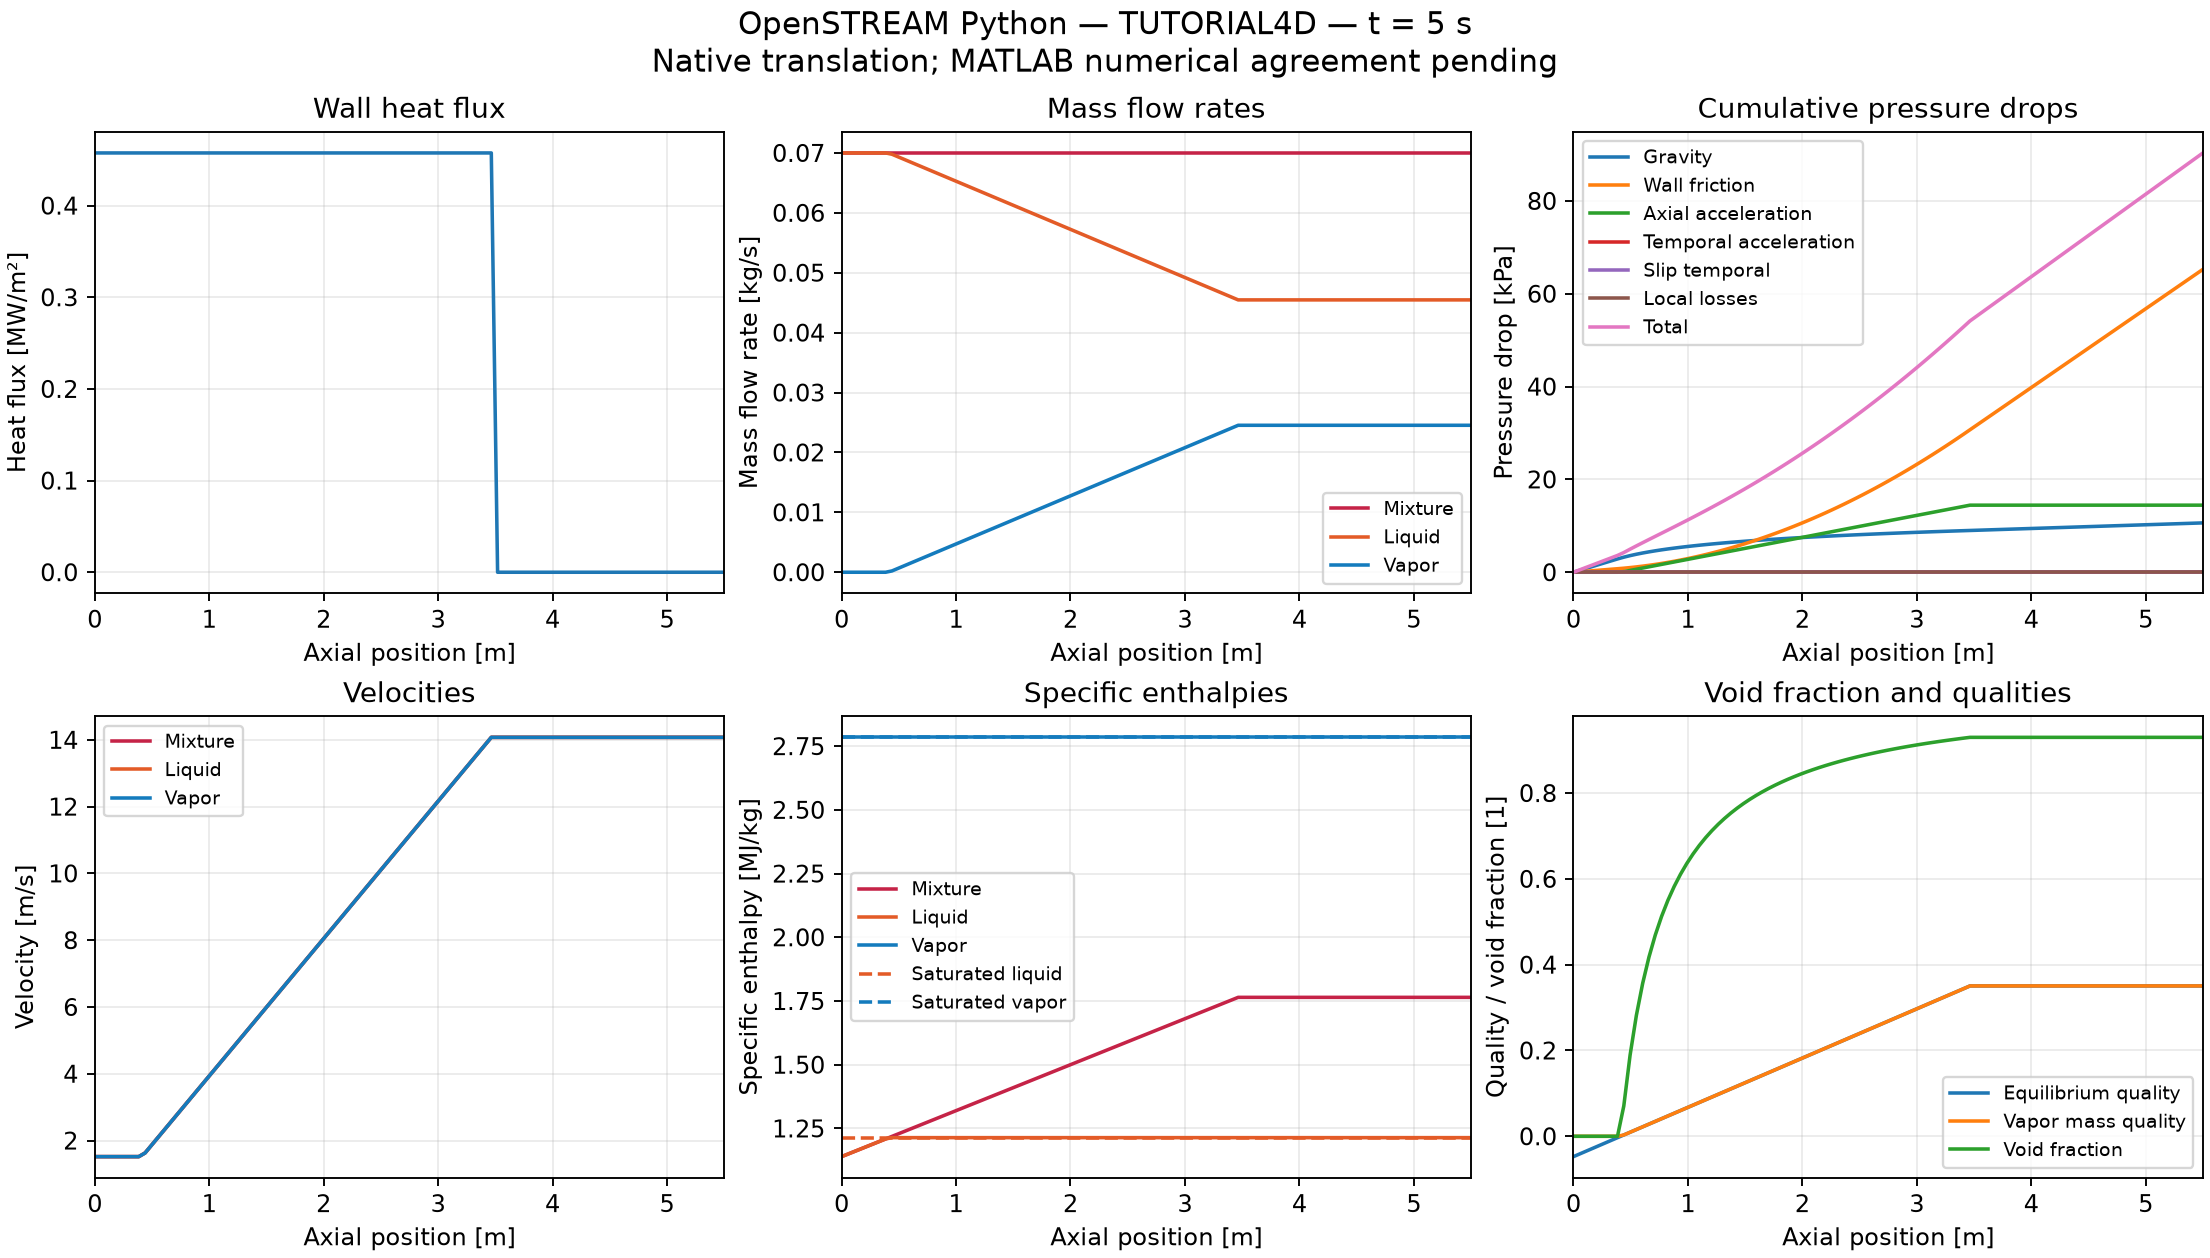 OpenSTREAM Python — TUTORIAL4D — t = 5 s
Native translation; MATLAB numerical agreement pending
Wall heat flux
Heat flux [MW/m²]
0.4
0.3
0.2
0.1
0.0
0 1 2 3 4 5
Axial position [m]
Mass flow rates
Mass flow rate [kg/s]
0.07
0.06
0.05
0.04
0.03
0.02
0.01
0.00
Mixture
Liquid
Vapor
0 1 2 3 4 5
Axial position [m]
Cumulative pressure drops
Pressure drop [kPa]
80
60
40
20
0
Gravity
Wall friction
Axial acceleration
Temporal acceleration
Slip temporal
Local losses
Total
0 1 2 3 4 5
Axial position [m]
Velocities
Velocity [m/s]
14
12
10
8
6
4
2
Mixture
Liquid
Vapor
0 1 2 3 4 5
Axial position [m]
Specific enthalpies
Specific enthalpy [MJ/kg]
2.75
2.50
2.25
2.00
1.75
1.50
1.25
Mixture
Liquid
Vapor
Saturated liquid
Saturated vapor
0 1 2 3 4 5
Axial position [m]
Void fraction and qualities
Quality / void fraction [1]
0.8
0.6
0.4
0.2
0.0
Equilibrium quality
Vapor mass quality
Void fraction
0 1 2 3 4 5
Axial position [m]